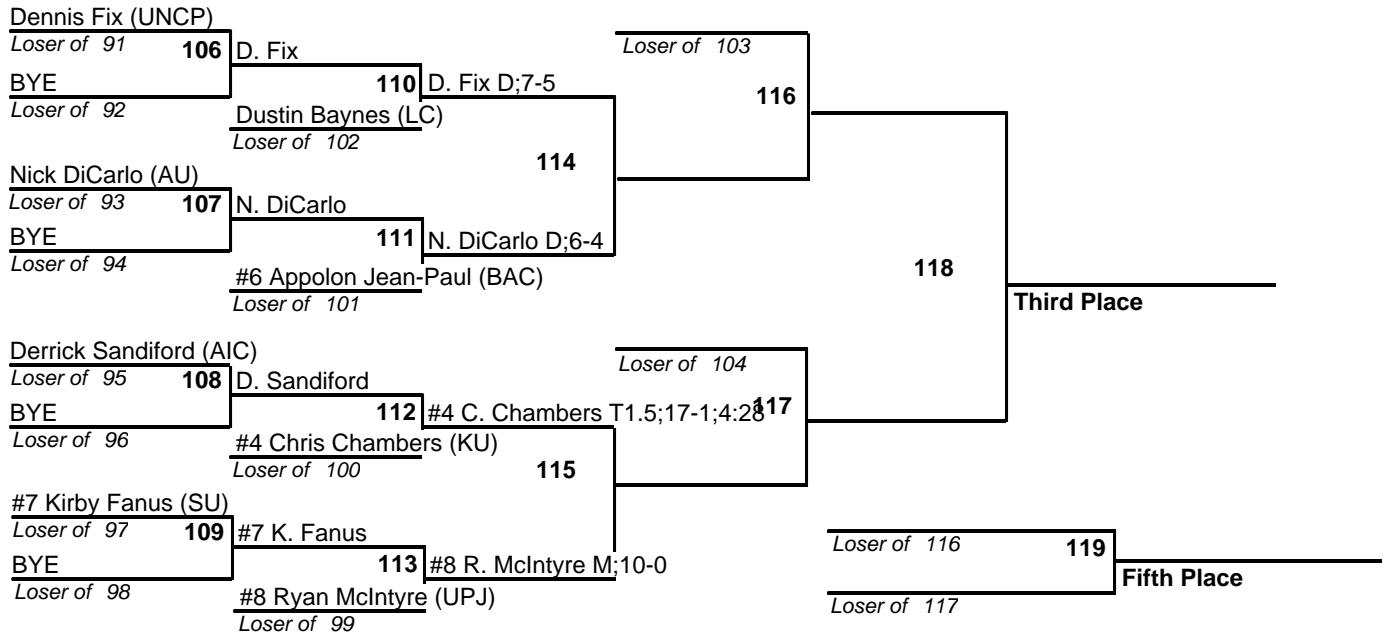 Dennis Fix (UNCP)
Loser of 91
106
D. Fix
BYE
Loser of 92
110
D. Fix D;7-5
Dustin Baynes (LC)
Loser of 102
114
Nick DiCarlo (AU)
Loser of 93
107
N. DiCarlo
BYE
Loser of 94
111
N. DiCarlo D;6-4
#6 Appolon Jean-Paul (BAC)
Loser of 101
Loser of 103
116
118
Third Place
Derrick Sandiford (AIC)
Loser of 95
108
D. Sandiford
BYE
Loser of 96
112
#4 C. Chambers T1.5;17-1;4:28
#4 Chris Chambers (KU)
Loser of 100
115
Loser of 104
117
#7 Kirby Fanus (SU)
Loser of 97
109
#7 K. Fanus
BYE
Loser of 98
113
#8 R. McIntyre M;10-0
#8 Ryan McIntyre (UPJ)
Loser of 99
Loser of 116
119
Fifth Place
Loser of 117